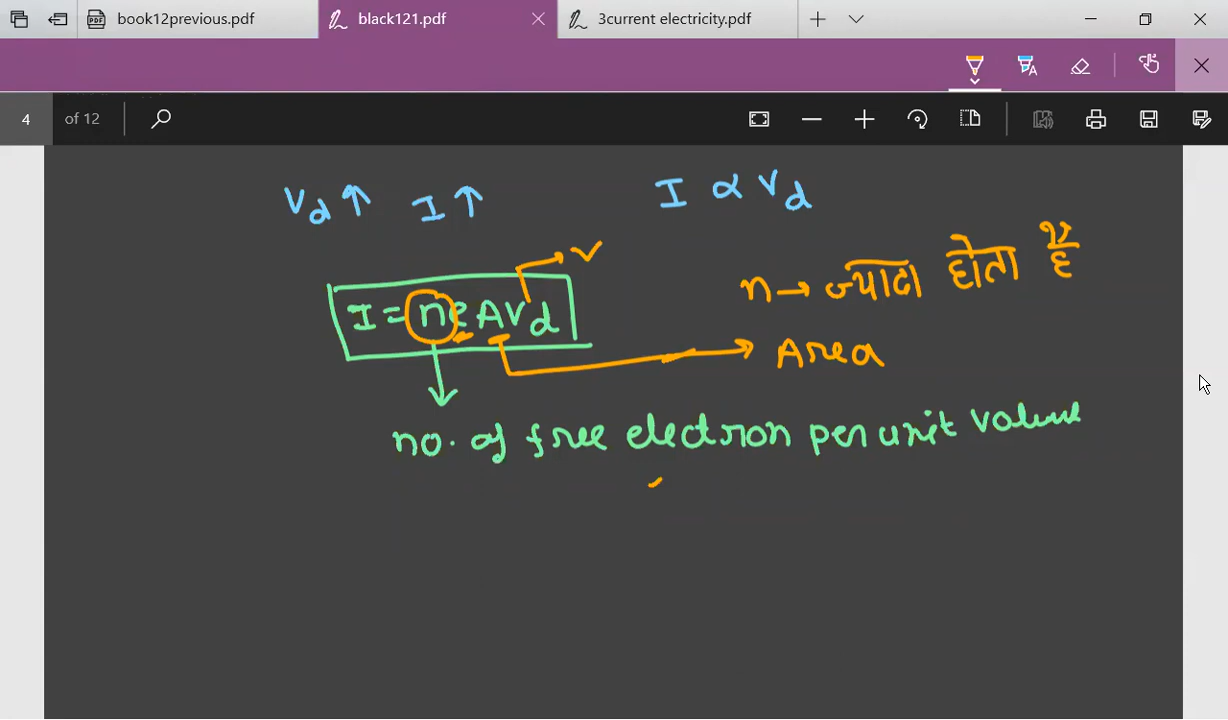 book12previous.pdf black121.pdf 3current electricity.pdf
4 of 12
Vd ↑ I ↑ I ∝ Vd
V
I = neAVd
n → ज्यादा होता है
Area
no. of free electron per unit